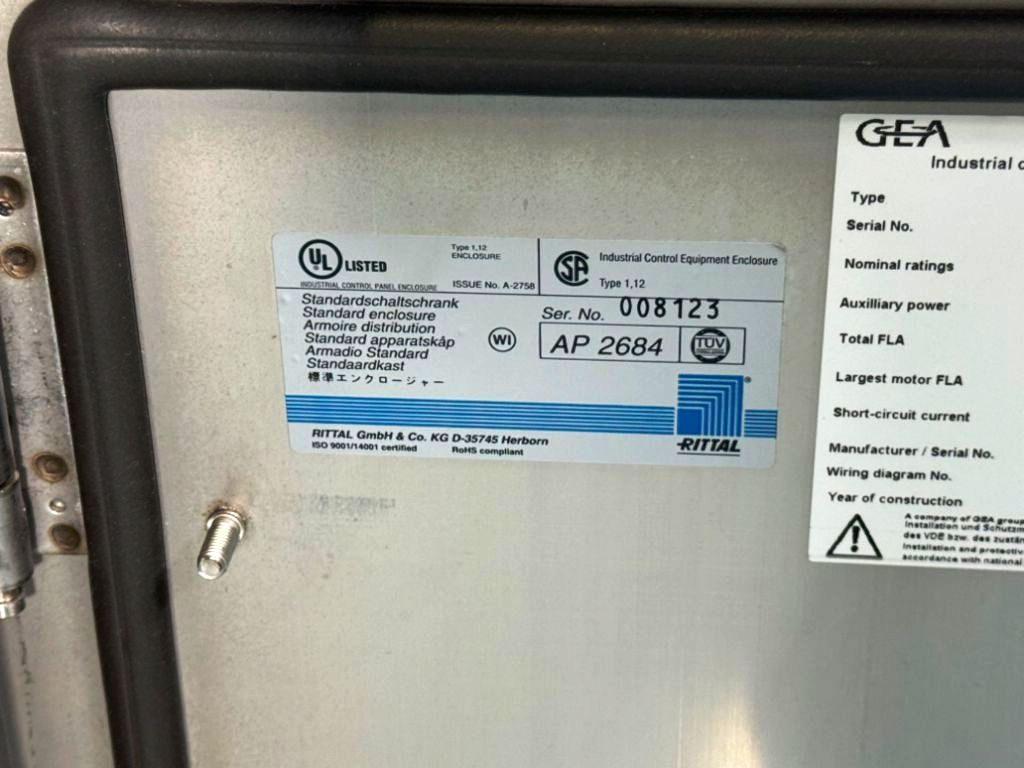 UL LISTED
Type 1,12
ENCLOSURE
INDUSTRIAL CONTROL PANEL ENCLOSURE ISSUE No. A-2758
SA Industrial Control Equipment Enclosure
Type 1,12
Standardschaltschrank
Standard enclosure
Armoire distribution
Standard apparatskåp
Armadio Standard
Standaardkast
標準エンクロージャー
WI
Ser. No. 008123
AP 2684 TÜV
RITTAL GmbH & Co. KG D-35745 Herborn
ISO 9001/14001 certified RoHS compliant
RITTAL®
GEA
Industrial
Type
Serial No.
Nominal ratings
Auxilliary power
Total FLA
Largest motor FLA
Short-circuit current
Manufacturer / Serial No.
Wiring diagram No.
Year of construction
A company of GEA group
Installation und Schutzm
des VDE bzw. des zustän
Installation and protectiv
accordance with national